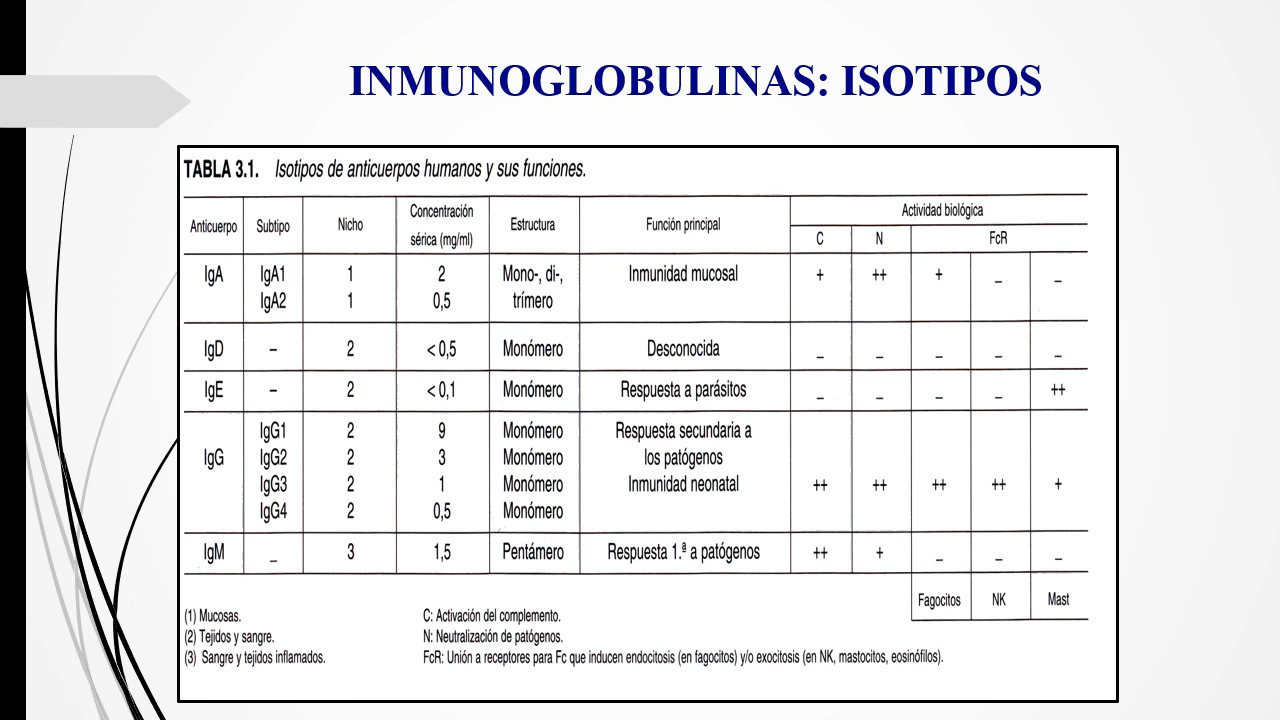 INMUNOGLOBULINAS: ISOTIPOS
TABLA 3.1. Isotipos de anticuerpos humanos y sus funciones.
Anticuerpo Subtipo Nicho Concentración sérica (mg/ml) Estructura Función principal Actividad biológica
C N FcR
IgA IgA1 1 2 Mono-, di-, Inmunidad mucosal + ++ + – –
IgA2 1 0,5 trímero
IgD – 2 < 0,5 Monómero Desconocida – – – – –
IgE – 2 < 0,1 Monómero Respuesta a parásitos – – – – ++
IgG1 2 9 Monómero Respuesta secundaria a
IgG IgG2 2 3 Monómero los patógenos
IgG3 2 1 Monómero Inmunidad neonatal ++ ++ ++ ++ +
IgG4 2 0,5 Monómero
IgM – 3 1,5 Pentámero Respuesta 1.ª a patógenos ++ + – – –
Fagocitos NK Mast
(1) Mucosas. C: Activación del complemento.
(2) Tejidos y sangre. N: Neutralización de patógenos.
(3) Sangre y tejidos inflamados. FcR: Unión a receptores para Fc que inducen endocitosis (en fagocitos) y/o exocitosis (en NK, mastocitos, eosinófilos).